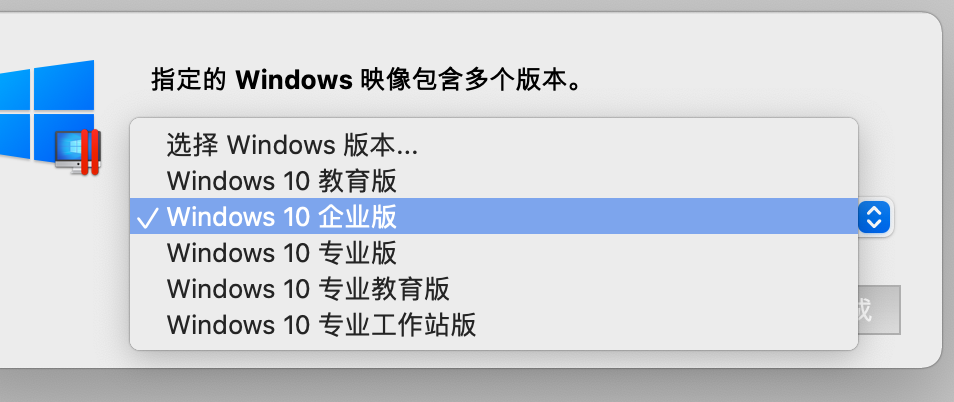 指定的 Windows 映像包含多个版本。
选择 Windows 版本...
Windows 10 教育版
✓ Windows 10 企业版
Windows 10 专业版
Windows 10 专业教育版
Windows 10 专业工作站版
成